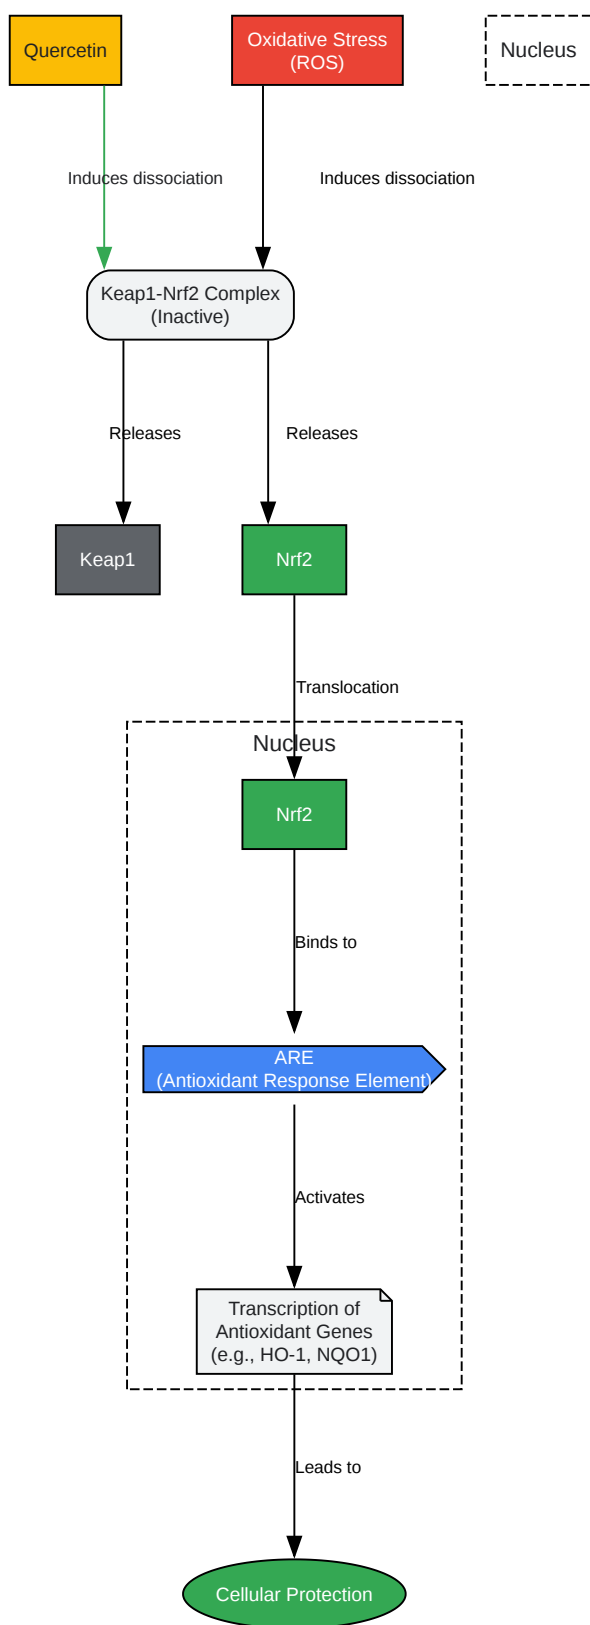 Quercetin
Oxidative Stress
(ROS)
Nucleus
Induces dissociation
Induces dissociation
Keap1-Nrf2 Complex
(Inactive)
Releases
Releases
Keap1
Nrf2
Translocation
Nucleus
Nrf2
Binds to
ARE
(Antioxidant Response Element)
Activates
Transcription of
Antioxidant Genes
(e.g., HO-1, NQO1)
Leads to
Cellular Protection